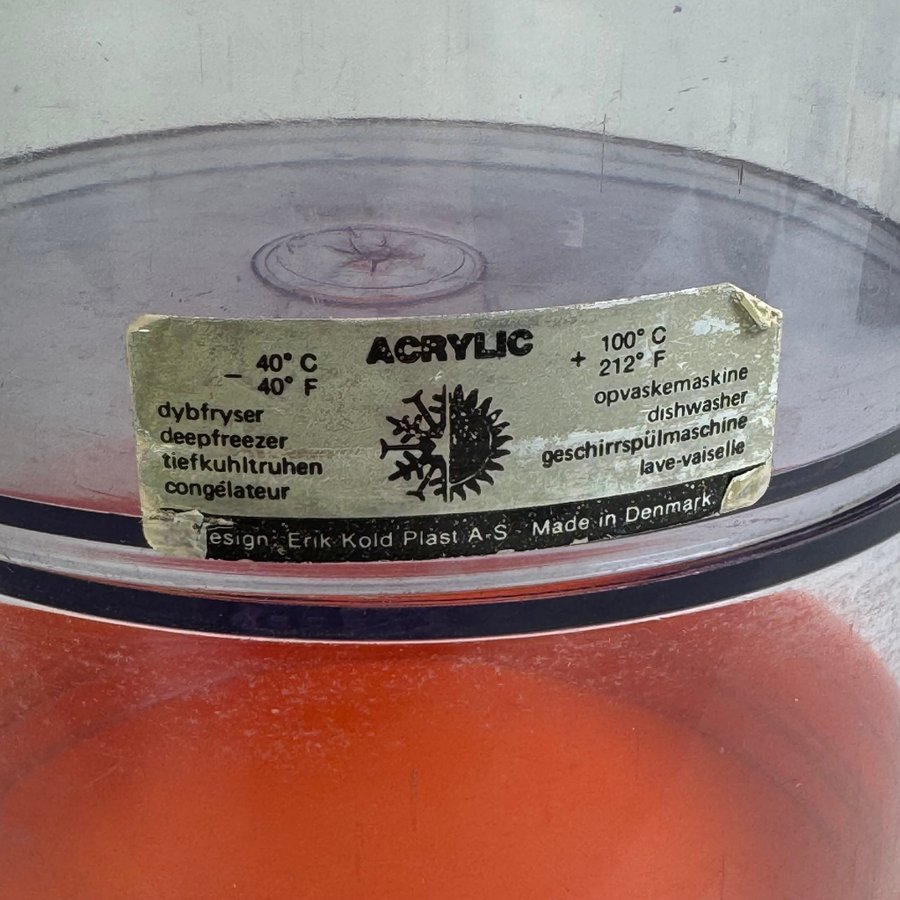 ACRYLIC
− 40° C
40° F
dybfryser
deepfreezer
tiefkuhltruhen
congélateur
+ 100° C
212° F
opvaskemaskine
dishwasher
geschirrspülmaschine
lave-vaiselle
esign: Erik Kold Plast A-S Made in Denmark